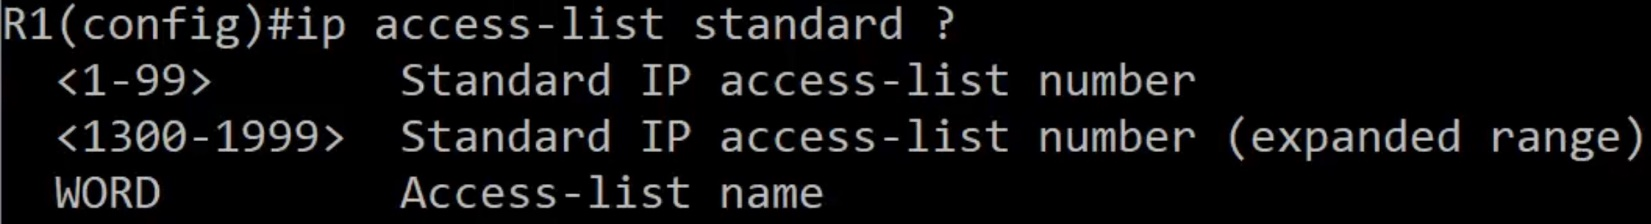 R1(config)#ip access-list standard ?
  <1-99>       Standard IP access-list number
  <1300-1999>  Standard IP access-list number (expanded range)
  WORD         Access-list name